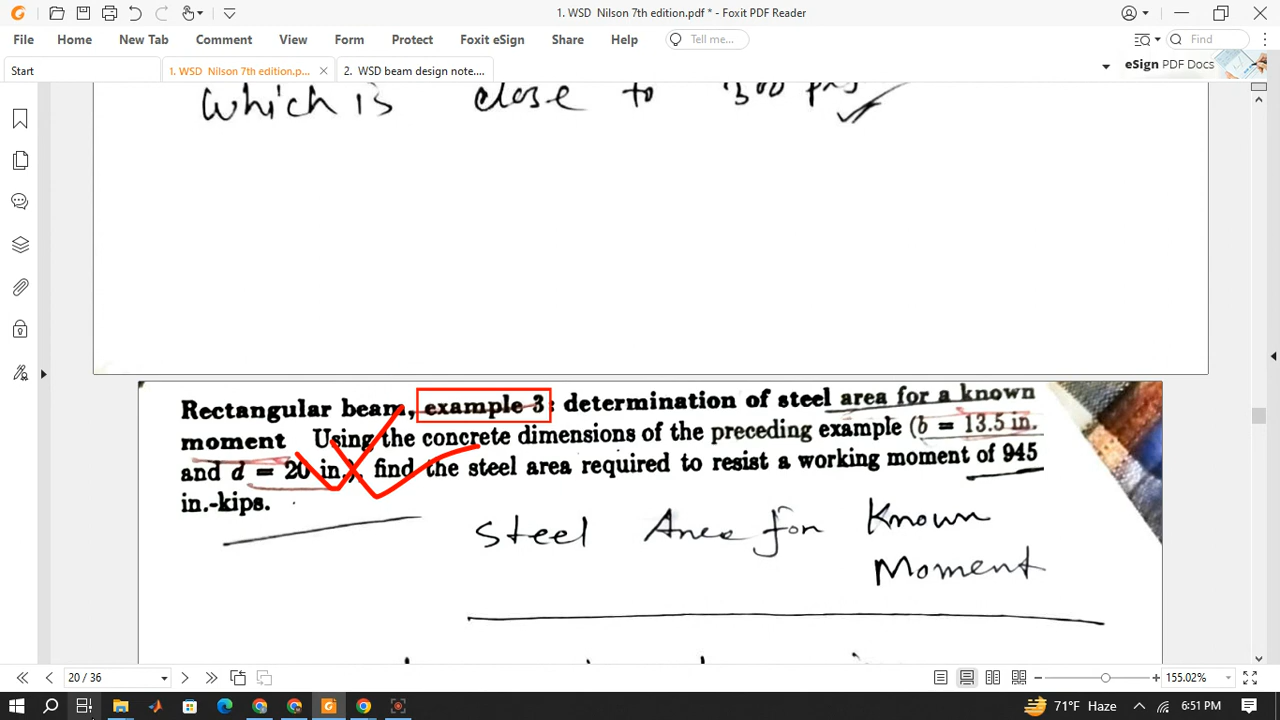 1. WSD Nilson 7th edition.pdf * - Foxit PDF Reader
File Home New Tab Comment View Form Protect Foxit eSign Share Help Tell me... Find
Start 1. WSD Nilson 7th edition.p... 2. WSD beam design note.... eSign PDF Docs
which is close to
Rectangular beam, example 3: determination of steel area for a known
moment Using the concrete dimensions of the preceding example (b = 13.5 in.
and d = 20 in.), find the steel area required to resist a working moment of 945
in.-kips.
Steel Area for Known
Moment
20 / 36 155.02%
71°F Haze 6:51 PM